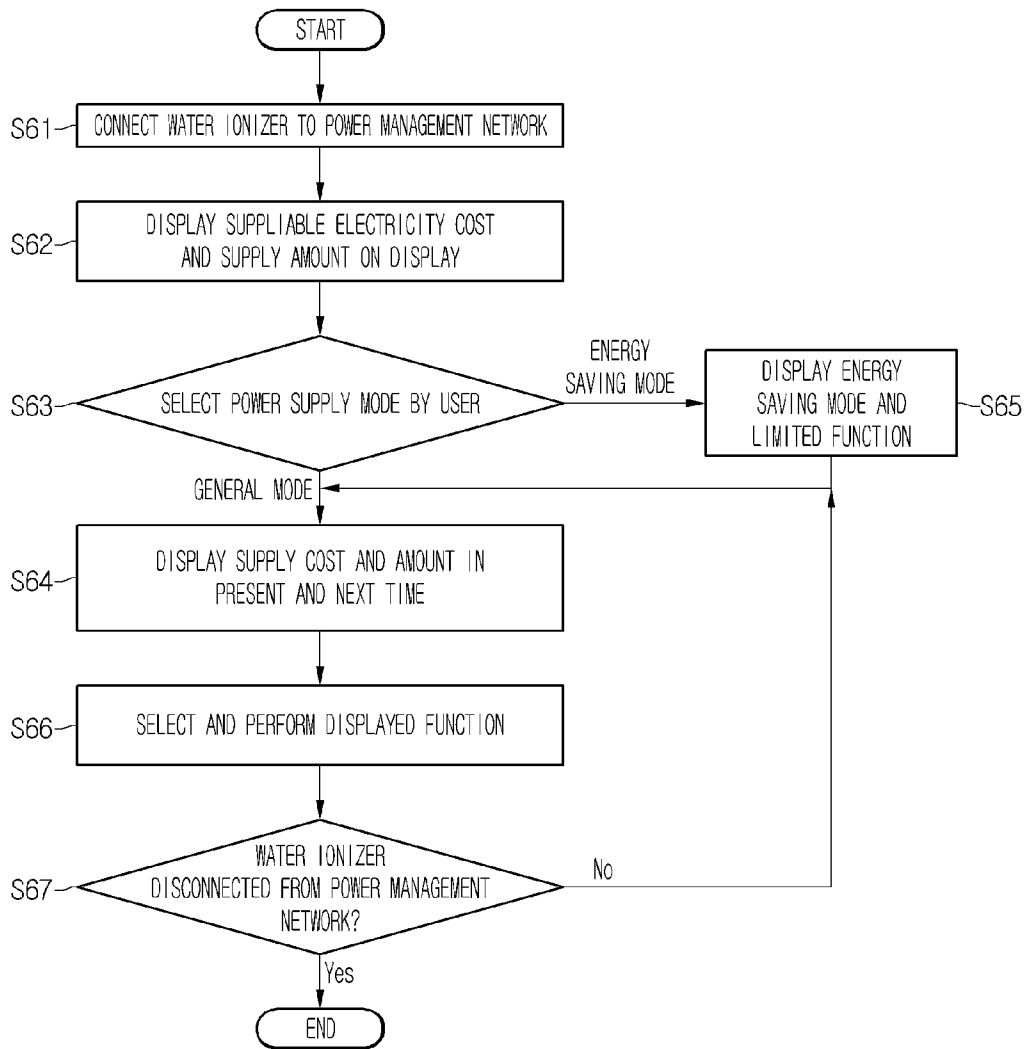 START
S61
CONNECT WATER IONIZER TO POWER MANAGEMENT NETWORK
S62
DISPLAY SUPPLIABLE ELECTRICITY COST
AND SUPPLY AMOUNT ON DISPLAY
S63
SELECT POWER SUPPLY MODE BY USER
ENERGY
SAVING MODE
DISPLAY ENERGY
SAVING MODE AND
LIMITED FUNCTION
S65
GENERAL MODE
S64
DISPLAY SUPPLY COST AND AMOUNT IN
PRESENT AND NEXT TIME
S66
SELECT AND PERFORM DISPLAYED FUNCTION
S67
WATER IONIZER
DISCONNECTED FROM POWER MANAGEMENT
NETWORK?
No
Yes
END